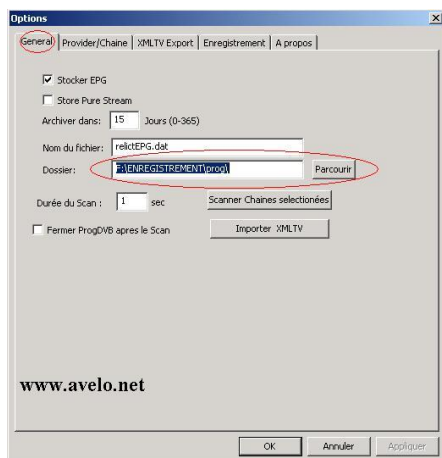 Options
General Provider/Chaine XMLTV Export Enregistrement A propos
Stocker EPG
Store Pure Stream
Archiver dans: 15 Jours (0-365)
Nom du fichier: relictEPG.dat
Dossier: F:\ENREGISTREMENT\prog\ Parcourir
Durée du Scan : 1 sec Scanner Chaines selectionées
Fermer ProgDVB apres le Scan Importer XMLTV
www.avelo.net
OK Annuler Appliquer